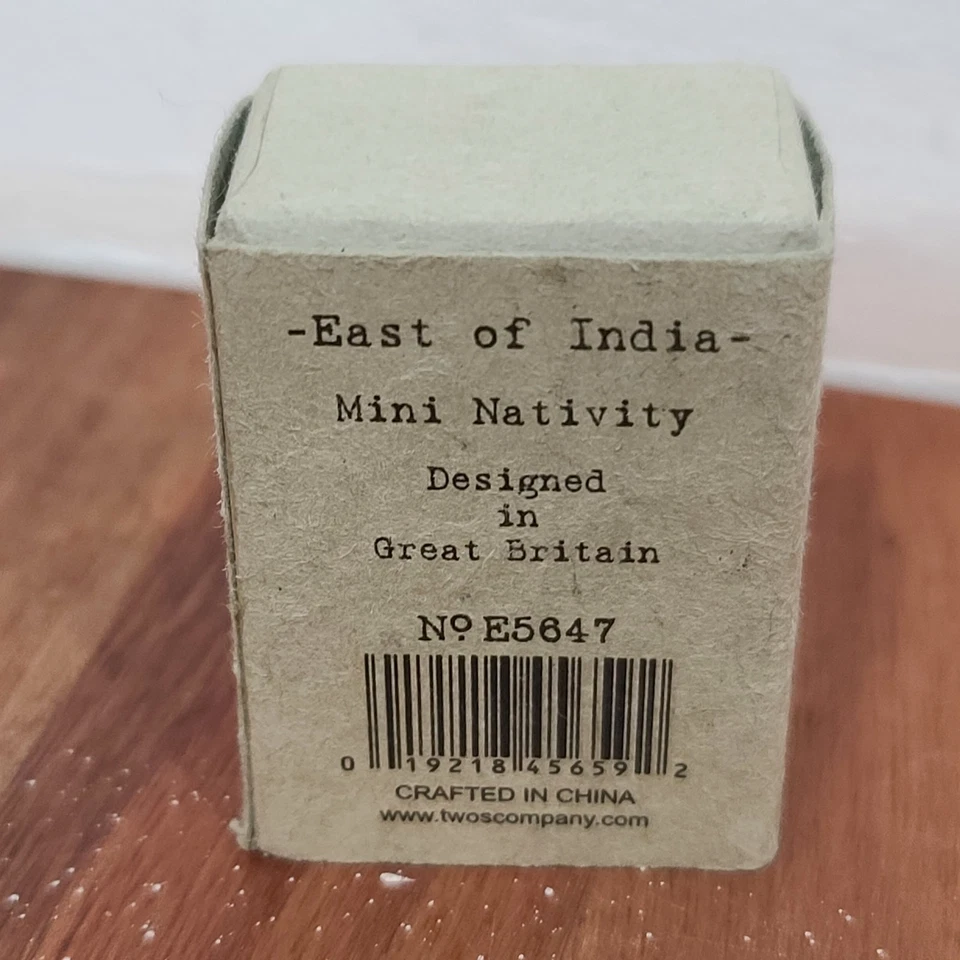 -East of India-
Mini Nativity
Designed
in
Great Britain
Nº E5647
0 19218 45659 2
CRAFTED IN CHINA
www.twoscompany.com